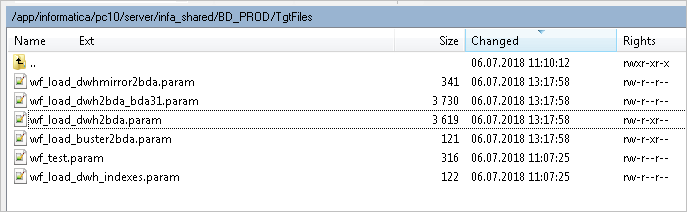 /app/informatica/pc10/server/infa_shared/BD_PROD/TgtFiles
Name Ext Size Changed Rights
.. 06.07.2018 11:10:12 rwxr-xr-x
wf_load_dwhmirror2bda.param 341 06.07.2018 13:17:58 rw-r--r--
wf_load_dwh2bda_bda31.param 3 730 06.07.2018 13:17:58 rw-r-xr--
wf_load_dwh2bda.param 3 619 06.07.2018 13:17:58 rw-r-xr--
wf_load_buster2bda.param 121 06.07.2018 13:17:58 rw-r-xr--
wf_test.param 316 06.07.2018 11:07:25 rw-r--r--
wf_load_dwh_indexes.param 122 06.07.2018 11:07:25 rw-r--r--